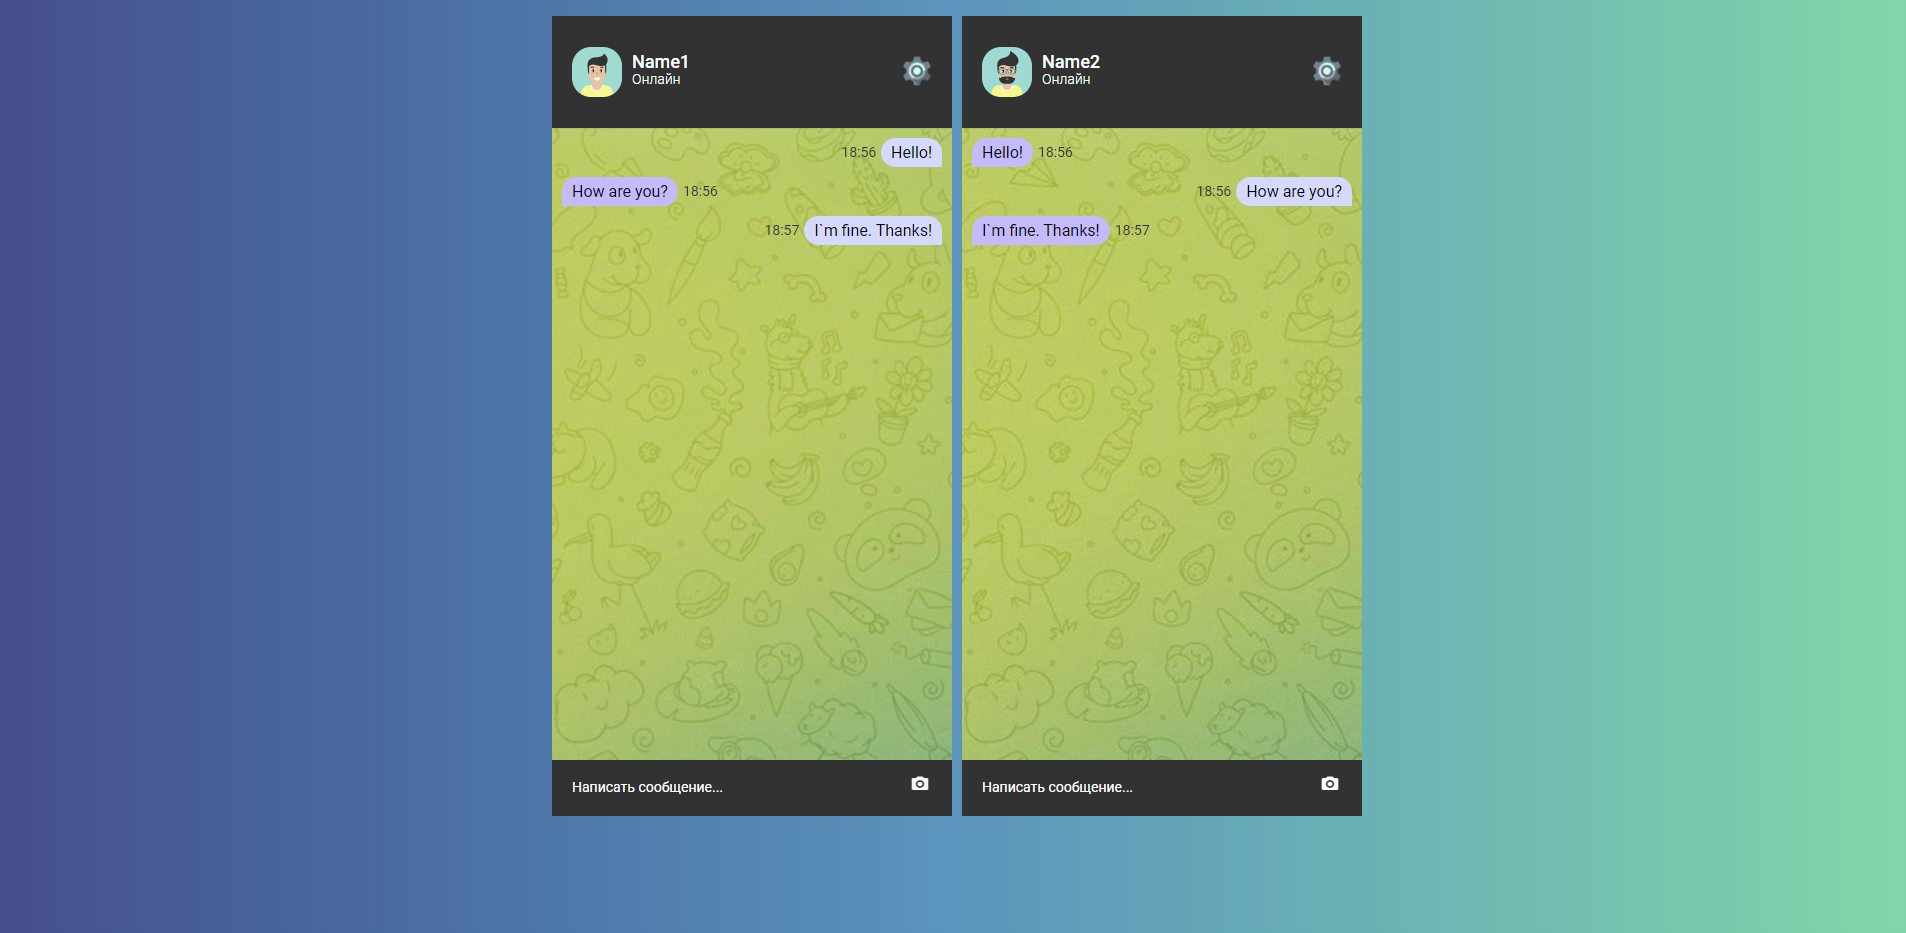 Name1
Онлайн
18:56 Hello!
How are you? 18:56
18:57 I`m fine. Thanks!
Написать сообщение...
Name2
Онлайн
Hello! 18:56
18:56 How are you?
I`m fine. Thanks! 18:57
Написать сообщение...